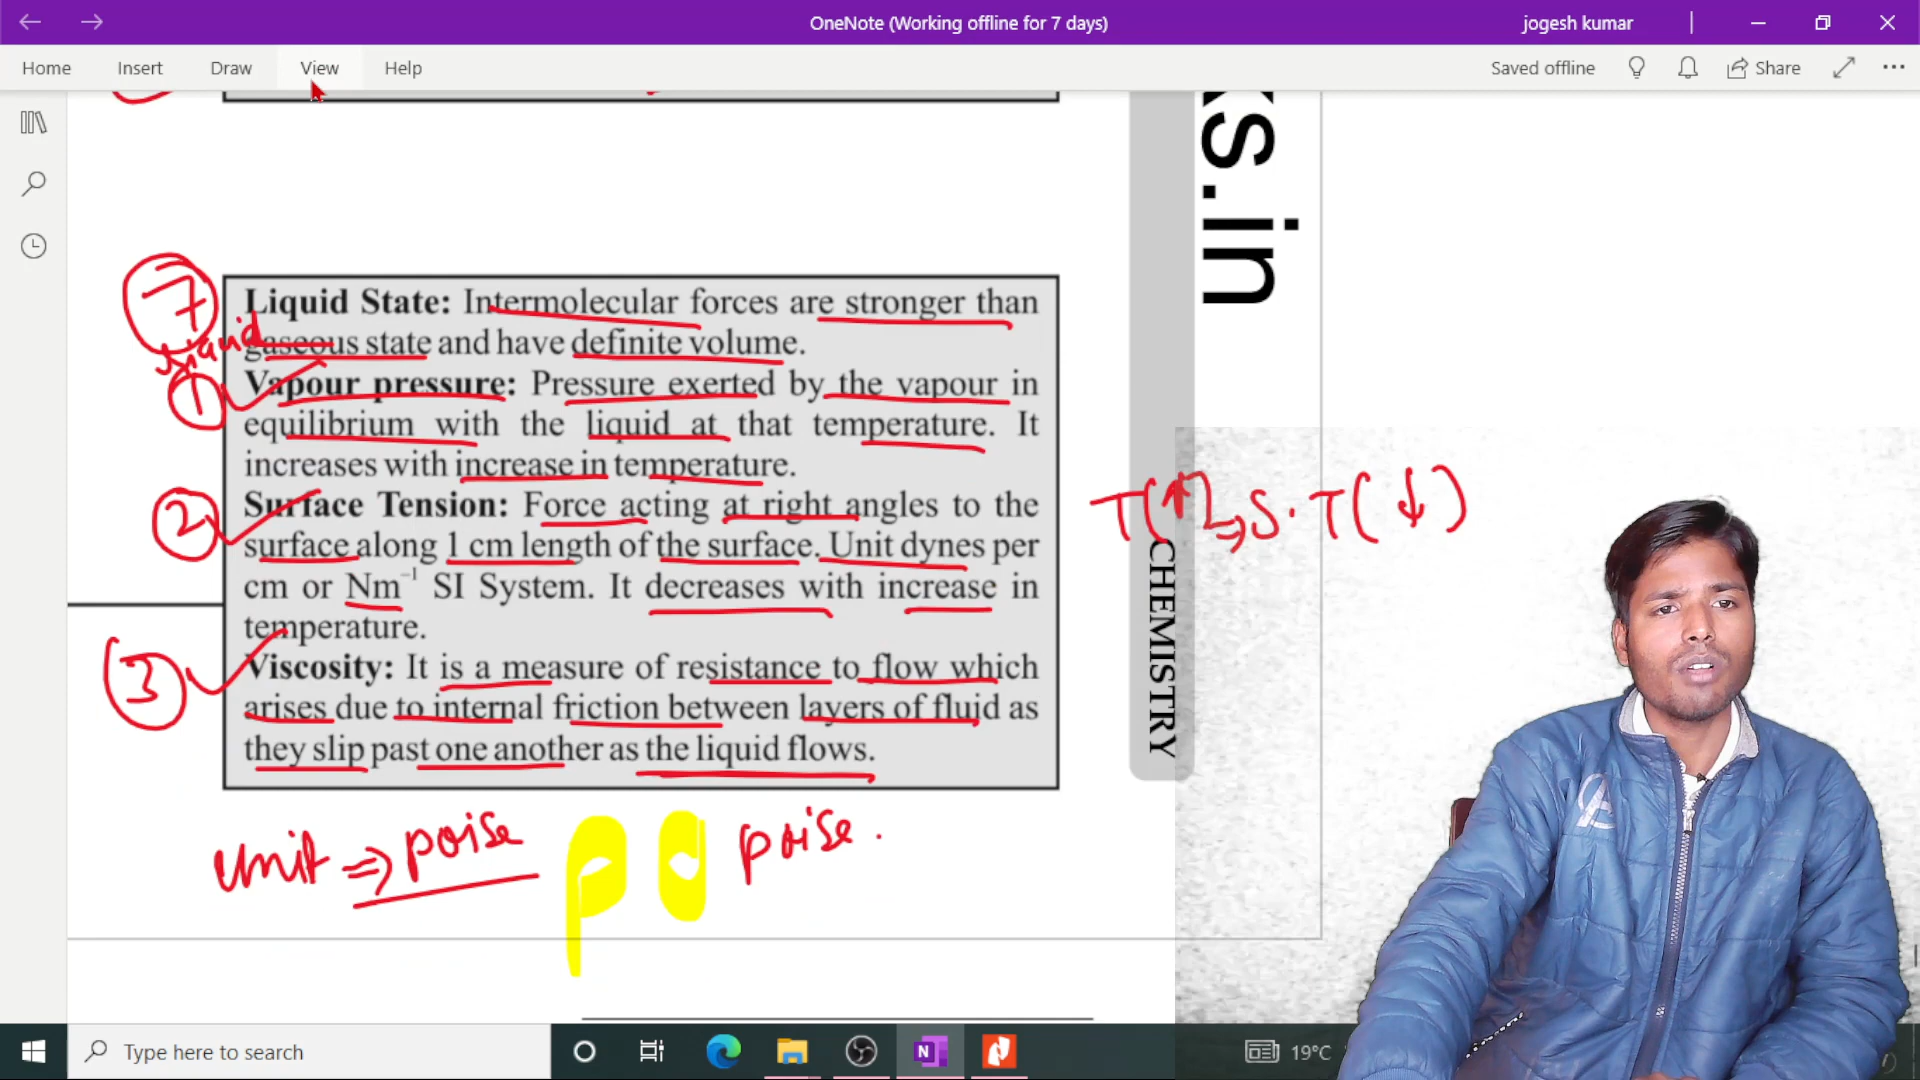 OneNote (Working offline for 7 days)
jogesh kumar
Home Insert Draw View Help
Saved offline
Share
ks.in
7
Liquid State: Intermolecular forces are stronger than
gaseous state and have definite volume.
liquid
1
Vapour pressure: Pressure exerted by the vapour in
equilibrium with the liquid at that temperature. It
increases with increase in temperature.
2
Surface Tension: Force acting at right angles to the
surface along 1 cm length of the surface. Unit dynes per
cm or Nm⁻¹ SI System. It decreases with increase in
temperature.
T(↑) → S.T(↓)
3
Viscosity: It is a measure of resistance to flow which
arises due to internal friction between layers of fluid as
they slip past one another as the liquid flows.
CHEMISTRY
unit ⇒ poise
poise.
Type here to search
19°C